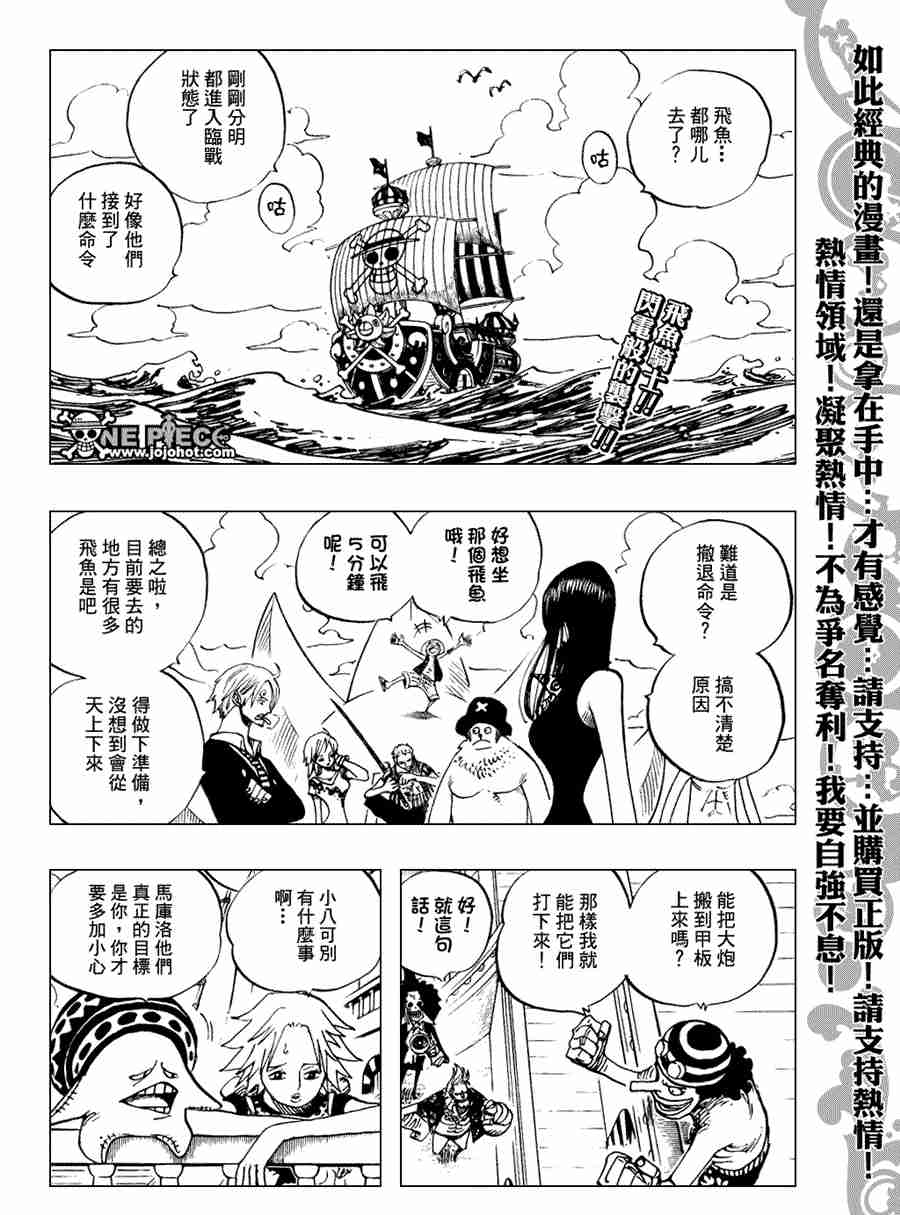 飛魚…
都哪儿
去了？
咕
咕
剛剛分明
都進入臨戰
狀態了
好像他們
接到了
什麼命令
飛魚騎士!!
閃電般的襲擊!!
ONE PIECE
www.jojohot.com
難道是
撤退命令？
搞不清楚
原因
好想坐
那個飛魚
哦！
可以飛
5分鐘
呢！
總之啦，
目前要去的
地方有很多
飛魚是吧
得做下準備，
沒想到會從
天上下來
能把大炮
搬到甲板
上來嗎？
那樣我就
能把它們
打下來！
好！
就這句
話！
小八可別
有什麼事
啊…
馬庫洛他們
真正的目標
是你，你才
要多加小心
如此經典的漫畫！還是拿在手中…才有感覺…請支持…並購買正版！請支持熱情！
熱情領域！凝聚熱情！不為爭名奪利！我要自強不息！